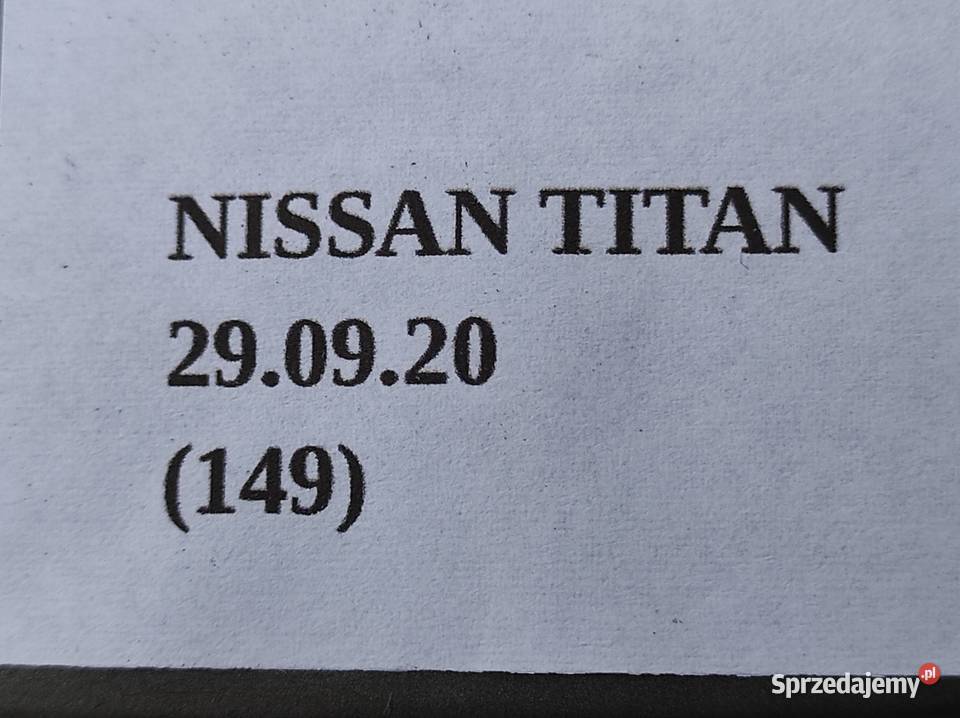 NISSAN TITAN
29.09.20
(149)
Sprzedajemy.pl